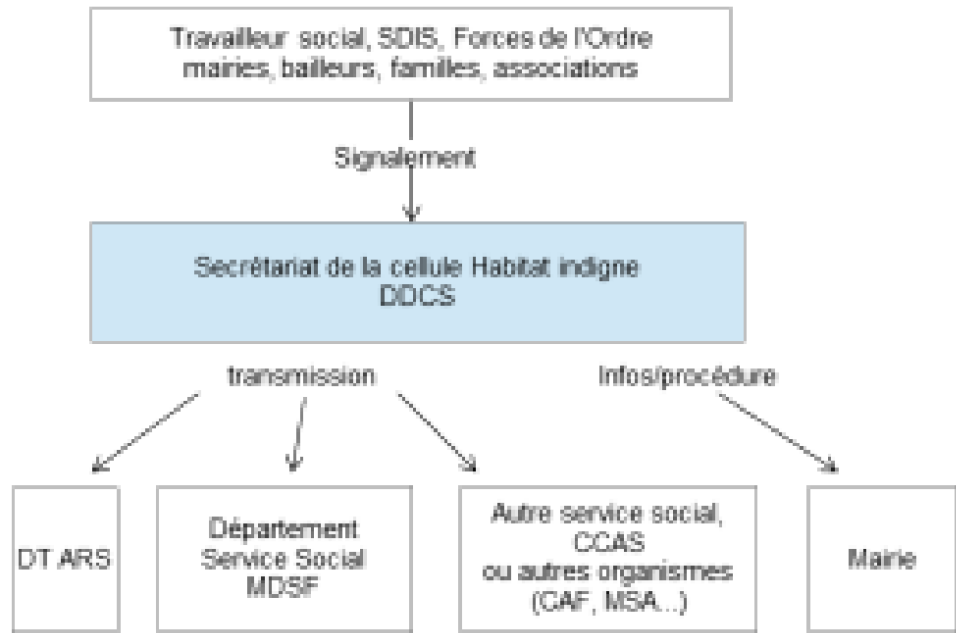 Travailleur social, SDIS, Forces de l'Ordre
mairies, bailleurs, familles, associations
Signalement
Secrétariat de la cellule Habitat indigne
DDCS
transmission
Infos/procédure
DT ARS
Département
Service Social
MDSF
Autre service social,
CCAS
ou autres organismes
(CAF, MSA...)
Mairie